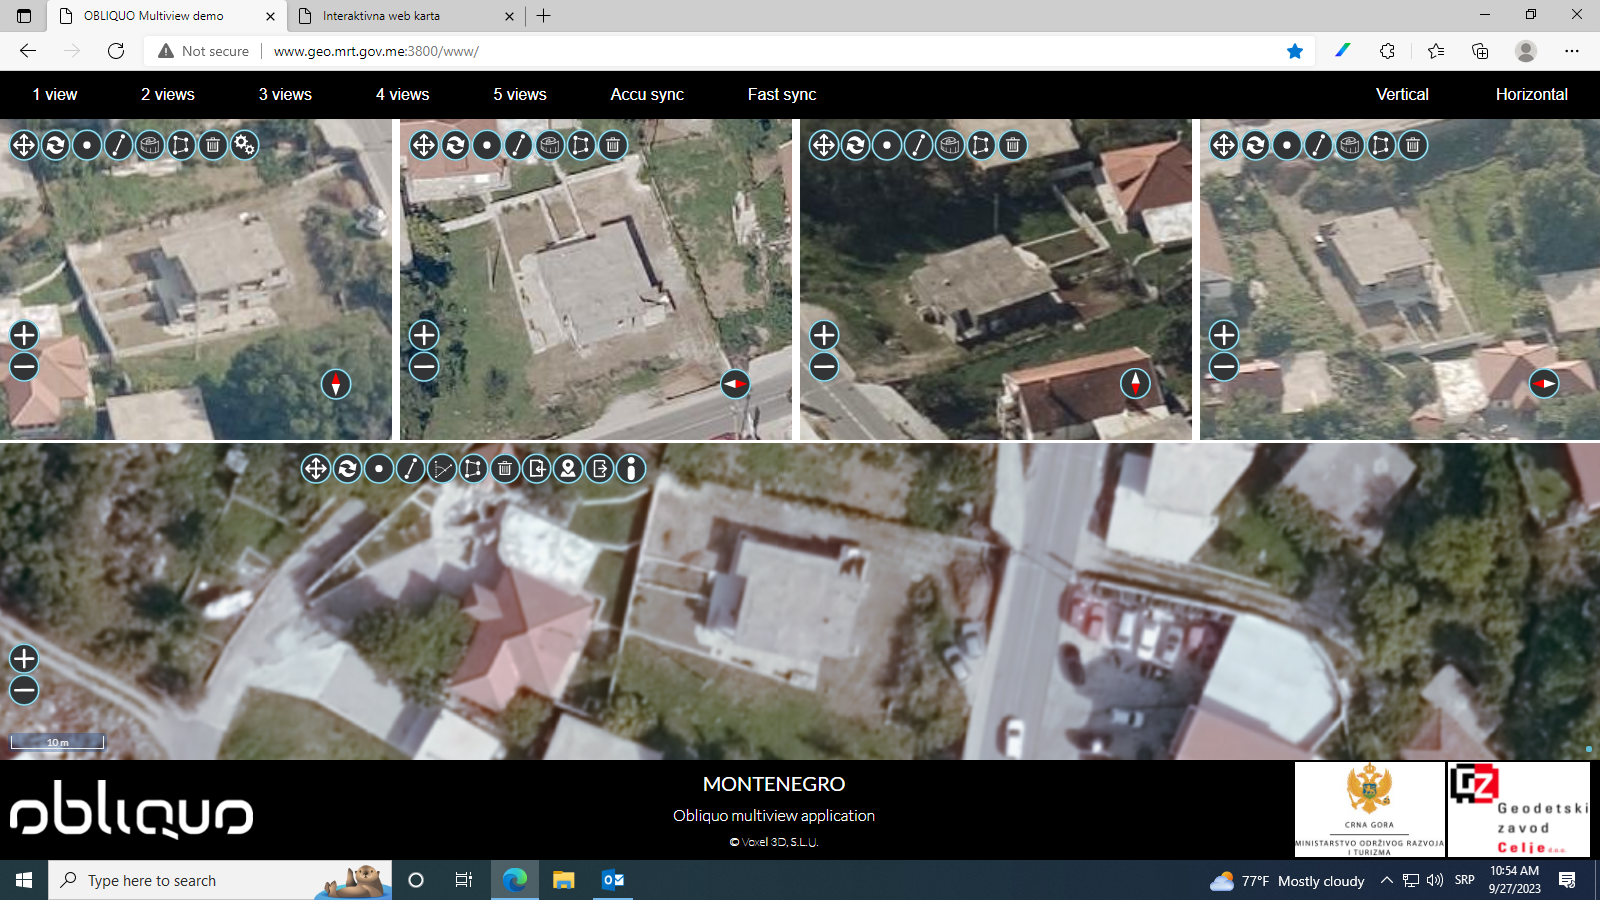 OBLIQUO Multiview demo
Interaktivna web karta
Not secure
www.geo.mrt.gov.me:3800/www/
1 view
2 views
3 views
4 views
5 views
Accu sync
Fast sync
Vertical
Horizontal
10 m
obliquo
MONTENEGRO
Obliquo multiview application
© Voxel 3D, S.L.U.
CRNA GORA
MINISTARSTVO ODRŽIVOG RAZVOJA
I TURIZMA
GZ
Geodetski
zavod
Celje d.o.o.
Type here to search
77°F Mostly cloudy
SRP
10:54 AM
9/27/2023